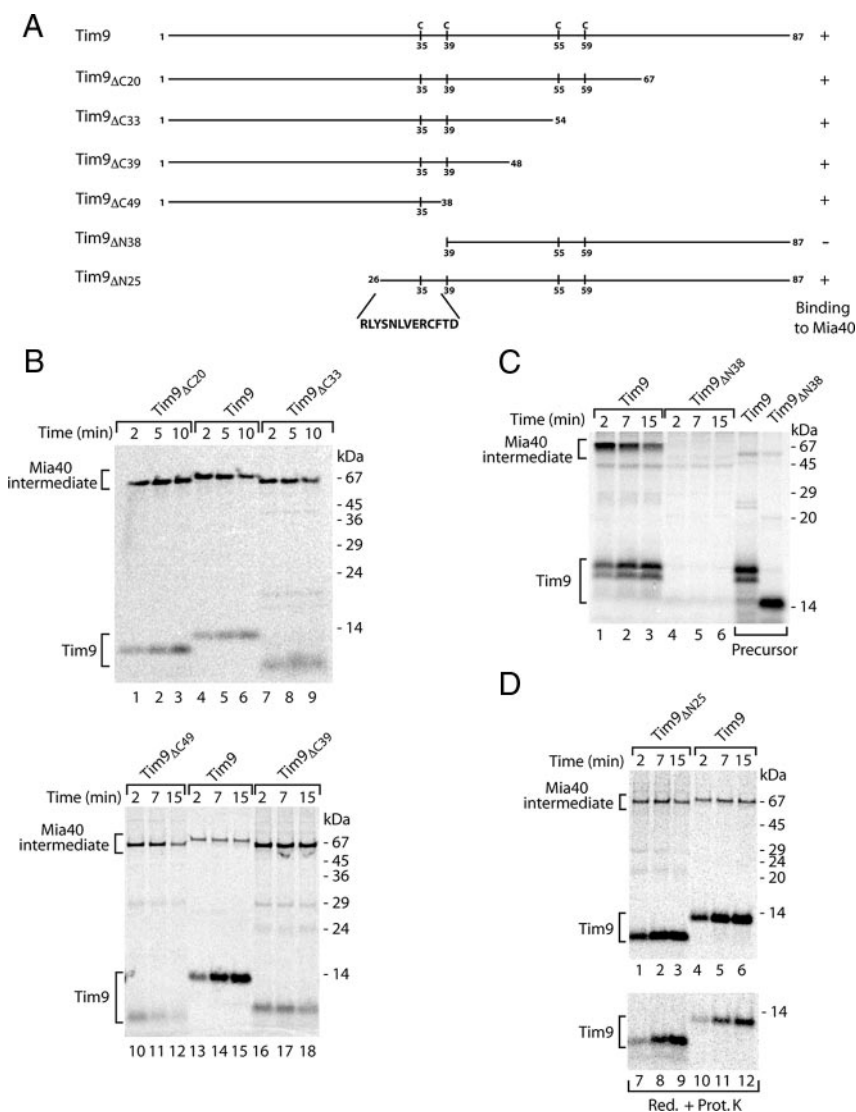 A
C C C C
Tim9 1 35 39 55 59 87 +
Tim9ΔC20 1 35 39 55 59 67 +
Tim9ΔC33 1 35 39 54 +
Tim9ΔC39 1 35 39 48 +
Tim9ΔC49 1 35 38 +
Tim9ΔN38 39 55 59 87 –
Tim9ΔN25 26 35 39 55 59 87 +
RLYSNLVERCFTD
Binding
to Mia40
B
Tim9ΔC20 Tim9 Tim9ΔC33
Time (min) 2 5 10 2 5 10 2 5 10
kDa
Mia40
intermediate
- 67
- 45
- 36
- 29
- 24
- 14
Tim9
1 2 3 4 5 6 7 8 9
Tim9ΔC49 Tim9 Tim9ΔC39
Time (min) 2 7 15 2 7 15 2 7 15
kDa
Mia40
intermediate
- 67
- 45
- 36
- 29
- 24
- 14
Tim9
10 11 12 13 14 15 16 17 18
C
Tim9 Tim9ΔN38 Tim9 Tim9ΔN38
Time (min) 2 7 15 2 7 15
kDa
Mia40
intermediate
- 67
- 45
- 29
- 20
Tim9
- 14
1 2 3 4 5 6
Precursor
D
Tim9ΔN25 Tim9
Time (min) 2 7 15 2 7 15
kDa
Mia40
intermediate
- 67
- 45
- 29
- 24
- 20
- 14
Tim9
1 2 3 4 5 6
- 14
Tim9
7 8 9 10 11 12
Red. + Prot. K